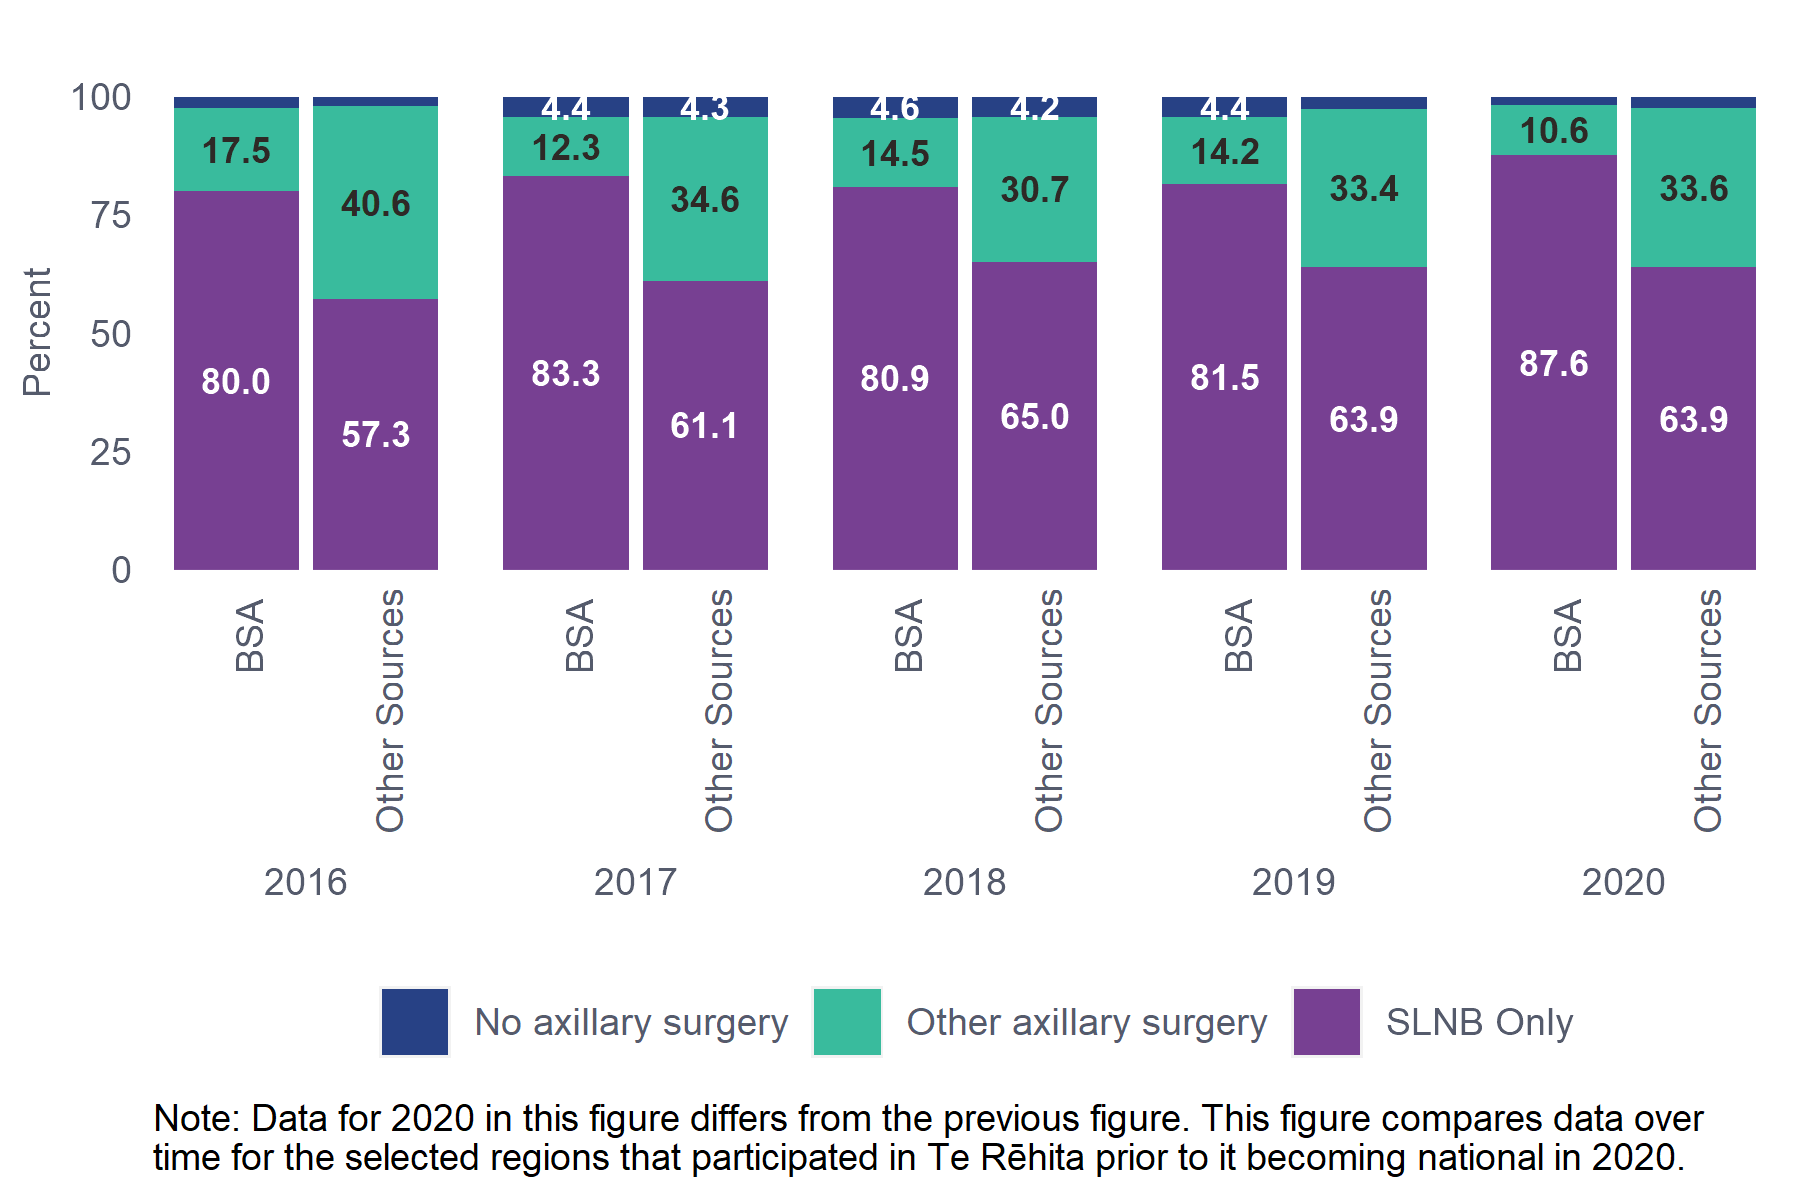 100
75
50
25
0
Percent
17.5
80.0
40.6
57.3
4.4
12.3
83.3
4.3
34.6
61.1
4.6
14.5
80.9
4.2
30.7
65.0
4.4
14.2
81.5
33.4
63.9
10.6
87.6
33.6
63.9
BSA
Other Sources
BSA
Other Sources
BSA
Other Sources
BSA
Other Sources
BSA
Other Sources
2016 2017 2018 2019 2020
No axillary surgery Other axillary surgery SLNB Only
Note: Data for 2020 in this figure differs from the previous figure. This figure compares data over
time for the selected regions that participated in Te Rēhita prior to it becoming national in 2020.